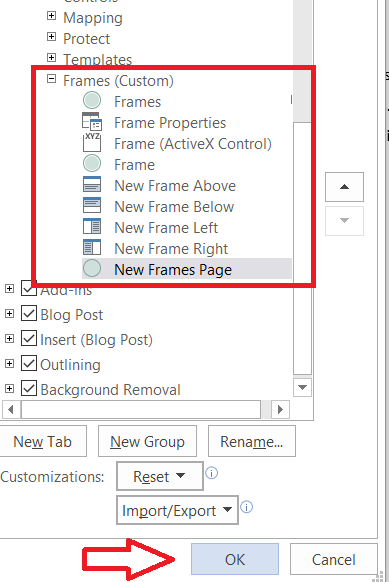 Controls
Mapping
Protect
Templates
Frames (Custom)
Frames
Frame Properties
XYZ
Frame (ActiveX Control)
Frame
New Frame Above
New Frame Below
New Frame Left
New Frame Right
New Frames Page
Add-Ins
Blog Post
Insert (Blog Post)
Outlining
Background Removal
New Tab New Group Rename...
Customizations: Reset
Import/Export
OK Cancel